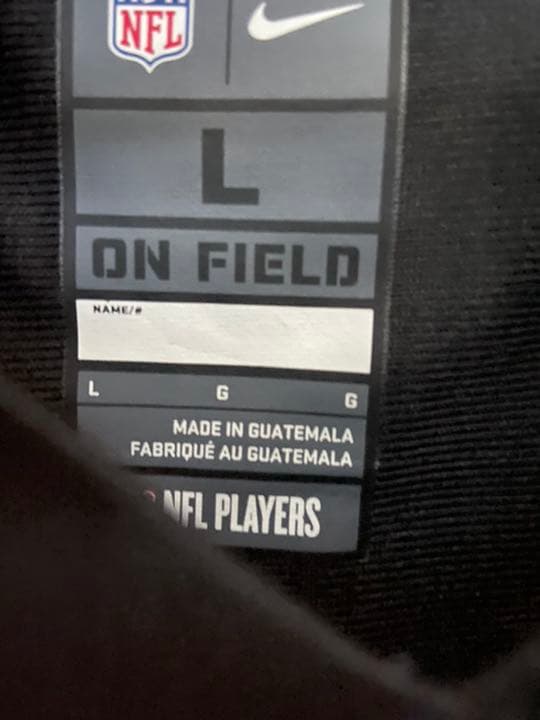 NFL
L
ON FIELD
NAME/#
L G G
MADE IN GUATEMALA
FABRIQUÉ AU GUATEMALA
NFL PLAYERS